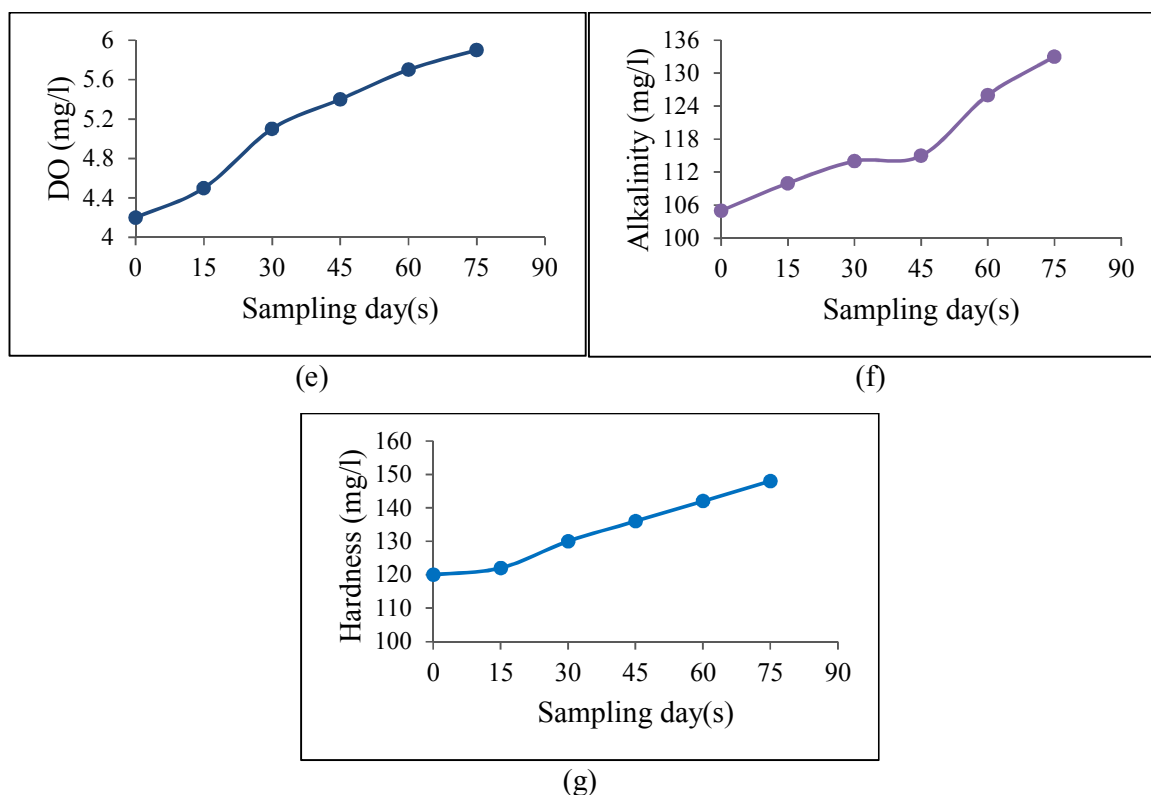 DO (mg/l)
6
5.6
5.2
4.8
4.4
4
0 15 30 45 60 75 90
Sampling day(s)
(e)
Alkalinity (mg/l)
136
130
124
118
112
106
100
0 15 30 45 60 75 90
Sampling day(s)
(f)
Hardness (mg/l)
160
150
140
130
120
110
100
0 15 30 45 60 75 90
Sampling day(s)
(g)